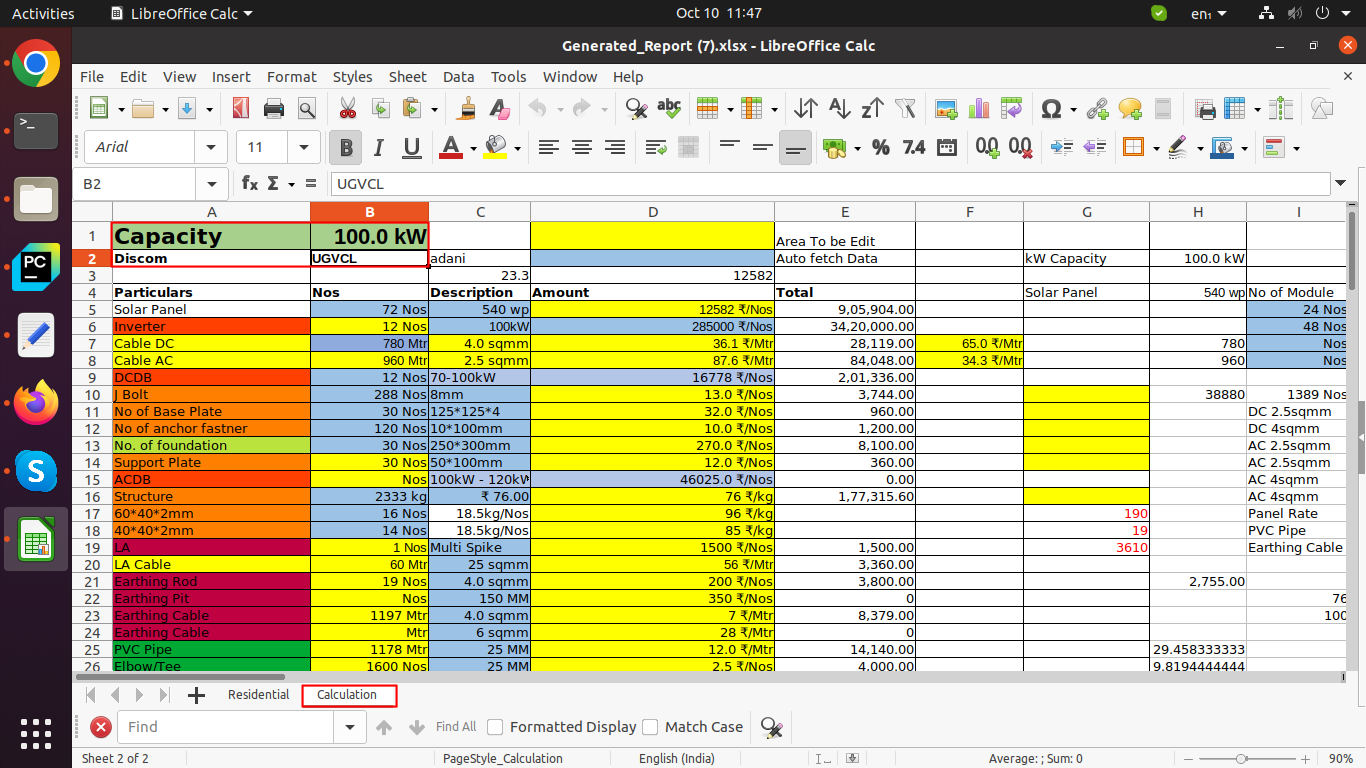 Activities LibreOffice Calc Oct 10 11:47 en₁
Generated_Report (7).xlsx - LibreOffice Calc
File Edit View Insert Format Styles Sheet Data Tools Window Help
Arial 11
B2 UGVCL
A B C D E F G H I
1 Capacity 100.0 kW Area To be Edit
2 Discom UGVCL adani Auto fetch Data kW Capacity 100.0 kW
3 23.3 12582
4 Particulars Nos Description Amount Total Solar Panel 540 wp No of Module
5 Solar Panel 72 Nos 540 wp 12582 ₹/Nos 9,05,904.00 24 Nos
6 Inverter 12 Nos 100kW 285000 ₹/Nos 34,20,000.00 48 Nos
7 Cable DC 780 Mtr 4.0 sqmm 36.1 ₹/Mtr 28,119.00 65.0 ₹/Mtr 780 Nos
8 Cable AC 960 Mtr 2.5 sqmm 87.6 ₹/Mtr 84,048.00 34.3 ₹/Mtr 960 Nos
9 DCDB 12 Nos 70-100kW 16778 ₹/Nos 2,01,336.00
10 J Bolt 288 Nos 8mm 13.0 ₹/Nos 3,744.00 38880 1389 Nos
11 No of Base Plate 30 Nos 125*125*4 32.0 ₹/Nos 960.00 DC 2.5sqmm
12 No of anchor fastner 120 Nos 10*100mm 10.0 ₹/Nos 1,200.00 DC 4sqmm
13 No. of foundation 30 Nos 250*300mm 270.0 ₹/Nos 8,100.00 AC 2.5sqmm
14 Support Plate 30 Nos 50*100mm 12.0 ₹/Nos 360.00 AC 2.5sqmm
15 ACDB Nos 100kW - 120kW 46025.0 ₹/Nos 0.00 AC 4sqmm
16 Structure 2333 kg ₹ 76.00 76 ₹/kg 1,77,315.60 AC 4sqmm
17 60*40*2mm 16 Nos 18.5kg/Nos 96 ₹/kg 190 Panel Rate
18 40*40*2mm 14 Nos 18.5kg/Nos 85 ₹/kg 19 PVC Pipe
19 LA 1 Nos Multi Spike 1500 ₹/Nos 1,500.00 3610 Earthing Cable
20 LA Cable 60 Mtr 25 sqmm 56 ₹/Mtr 3,360.00
21 Earthing Rod 19 Nos 4.0 sqmm 200 ₹/Nos 3,800.00 2,755.00
22 Earthing Pit Nos 150 MM 350 ₹/Nos 0 76
23 Earthing Cable 1197 Mtr 4.0 sqmm 7 ₹/Mtr 8,379.00 100
24 Earthing Cable Mtr 6 sqmm 28 ₹/Mtr 0
25 PVC Pipe 1178 Mtr 25 MM 12.0 ₹/Mtr 14,140.00 29.458333333
26 Elbow/Tee 1600 Nos 25 MM 2.5 ₹/Nos 4,000.00 9.8194444444
Residential Calculation
Find Find All Formatted Display Match Case
Sheet 2 of 2 PageStyle_Calculation English (India) Average: ; Sum: 0 90%